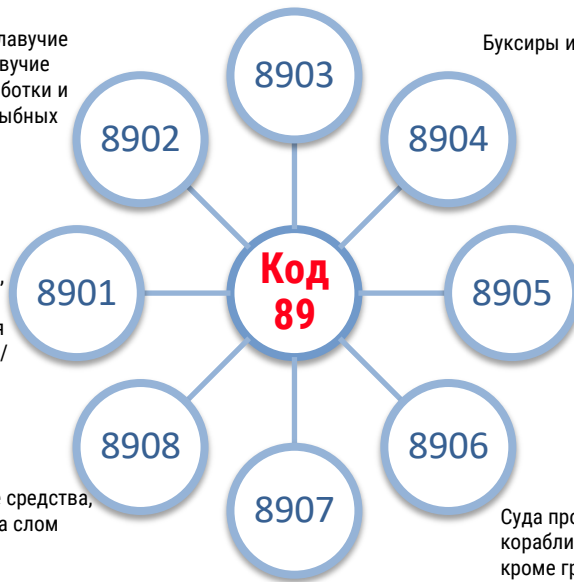 лавучие
вучие
ботки и
ыбных
Буксиры и
8903
8902
8904
Код
89
8901
8905
,
я
/
8908
8906
8907
е средства,
а слом
Суда про
корабли
кроме гр